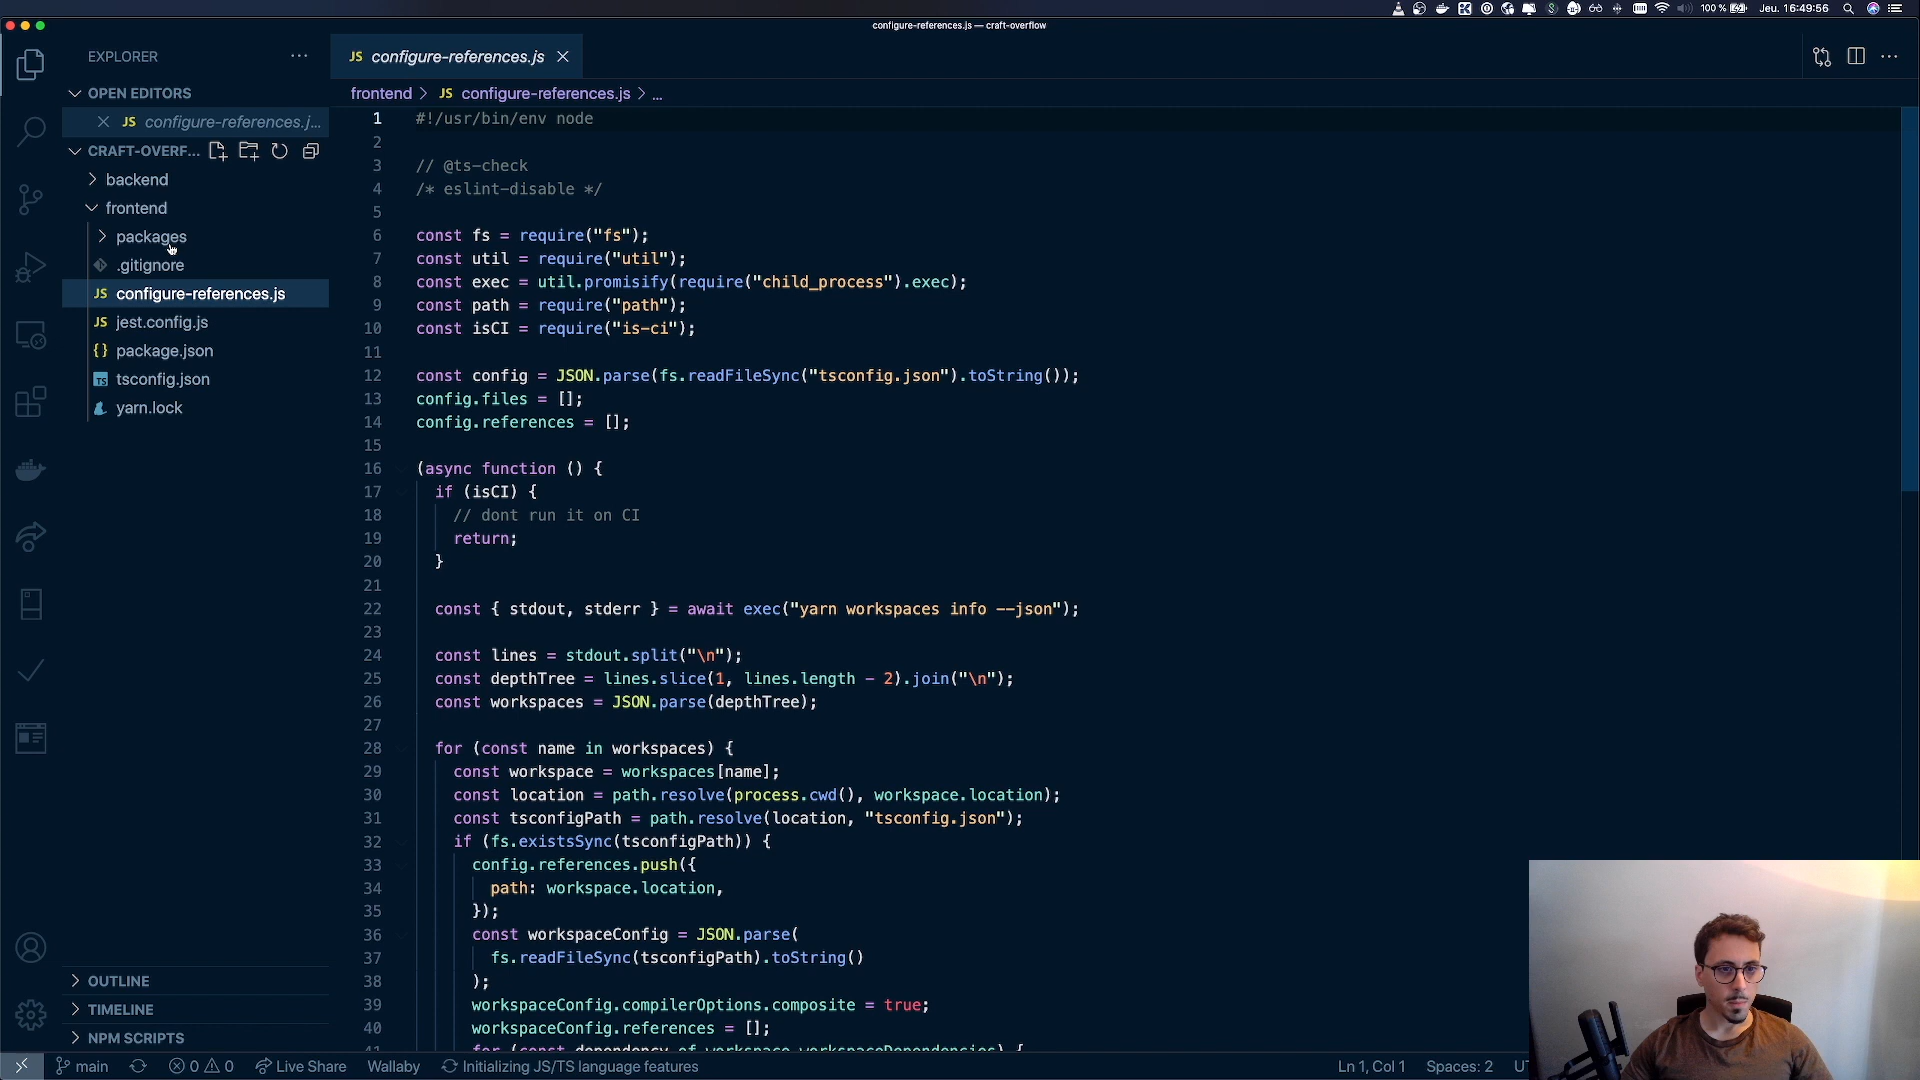 100 %
Jeu. 16:49:56
configure-references.js — craft-overflow
EXPLORER
JS configure-references.js
OPEN EDITORS
JS configure-references.j...
CRAFT-OVERF...
backend
frontend
packages
.gitignore
JS configure-references.js
JS jest.config.js
{} package.json
TS tsconfig.json
yarn.lock
OUTLINE
TIMELINE
NPM SCRIPTS
frontend > JS configure-references.js > ...
1 #!/usr/bin/env node
2
3 // @ts-check
4 /* eslint-disable */
5
6 const fs = require("fs");
7 const util = require("util");
8 const exec = util.promisify(require("child_process").exec);
9 const path = require("path");
10 const isCI = require("is-ci");
11
12 const config = JSON.parse(fs.readFileSync("tsconfig.json").toString());
13 config.files = [];
14 config.references = [];
15
16 (async function () {
17 if (isCI) {
18 // dont run it on CI
19 return;
20 }
21
22 const { stdout, stderr } = await exec("yarn workspaces info --json");
23
24 const lines = stdout.split("\n");
25 const depthTree = lines.slice(1, lines.length - 2).join("\n");
26 const workspaces = JSON.parse(depthTree);
27
28 for (const name in workspaces) {
29 const workspace = workspaces[name];
30 const location = path.resolve(process.cwd(), workspace.location);
31 const tsconfigPath = path.resolve(location, "tsconfig.json");
32 if (fs.existsSync(tsconfigPath)) {
33 config.references.push({
34 path: workspace.location,
35 });
36 const workspaceConfig = JSON.parse(
37 fs.readFileSync(tsconfigPath).toString()
38 );
39 workspaceConfig.compilerOptions.composite = true;
40 workspaceConfig.references = [];
41 for (const dependency of workspace.workspaceDependencies) {
main
0 0
Live Share
Wallaby
Initializing JS/TS language features
Ln 1, Col 1
Spaces: 2